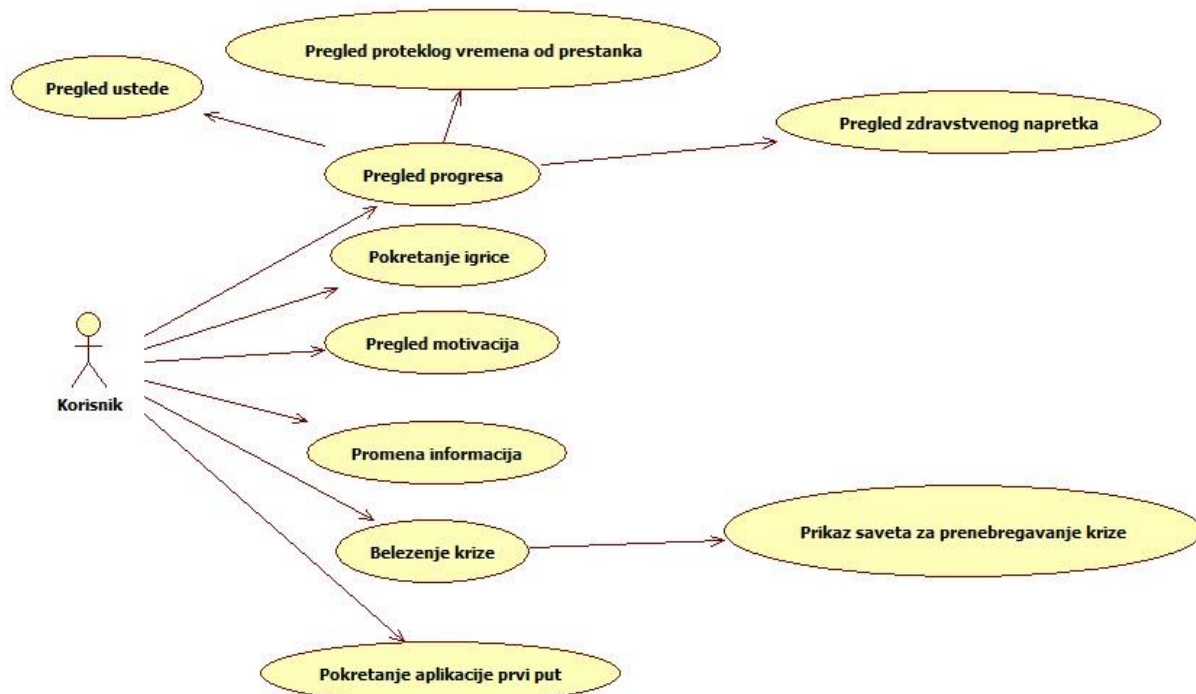 Pregled proteklog vremena od prestanka
Pregled ustede
Pregled zdravstvenog napretka
Pregled progresa
Pokretanje igrice
Pregled motivacija
Korisnik
Promena informacija
Prikaz saveta za prenebregavanje krize
Belezenje krize
Pokretanje aplikacije prvi put